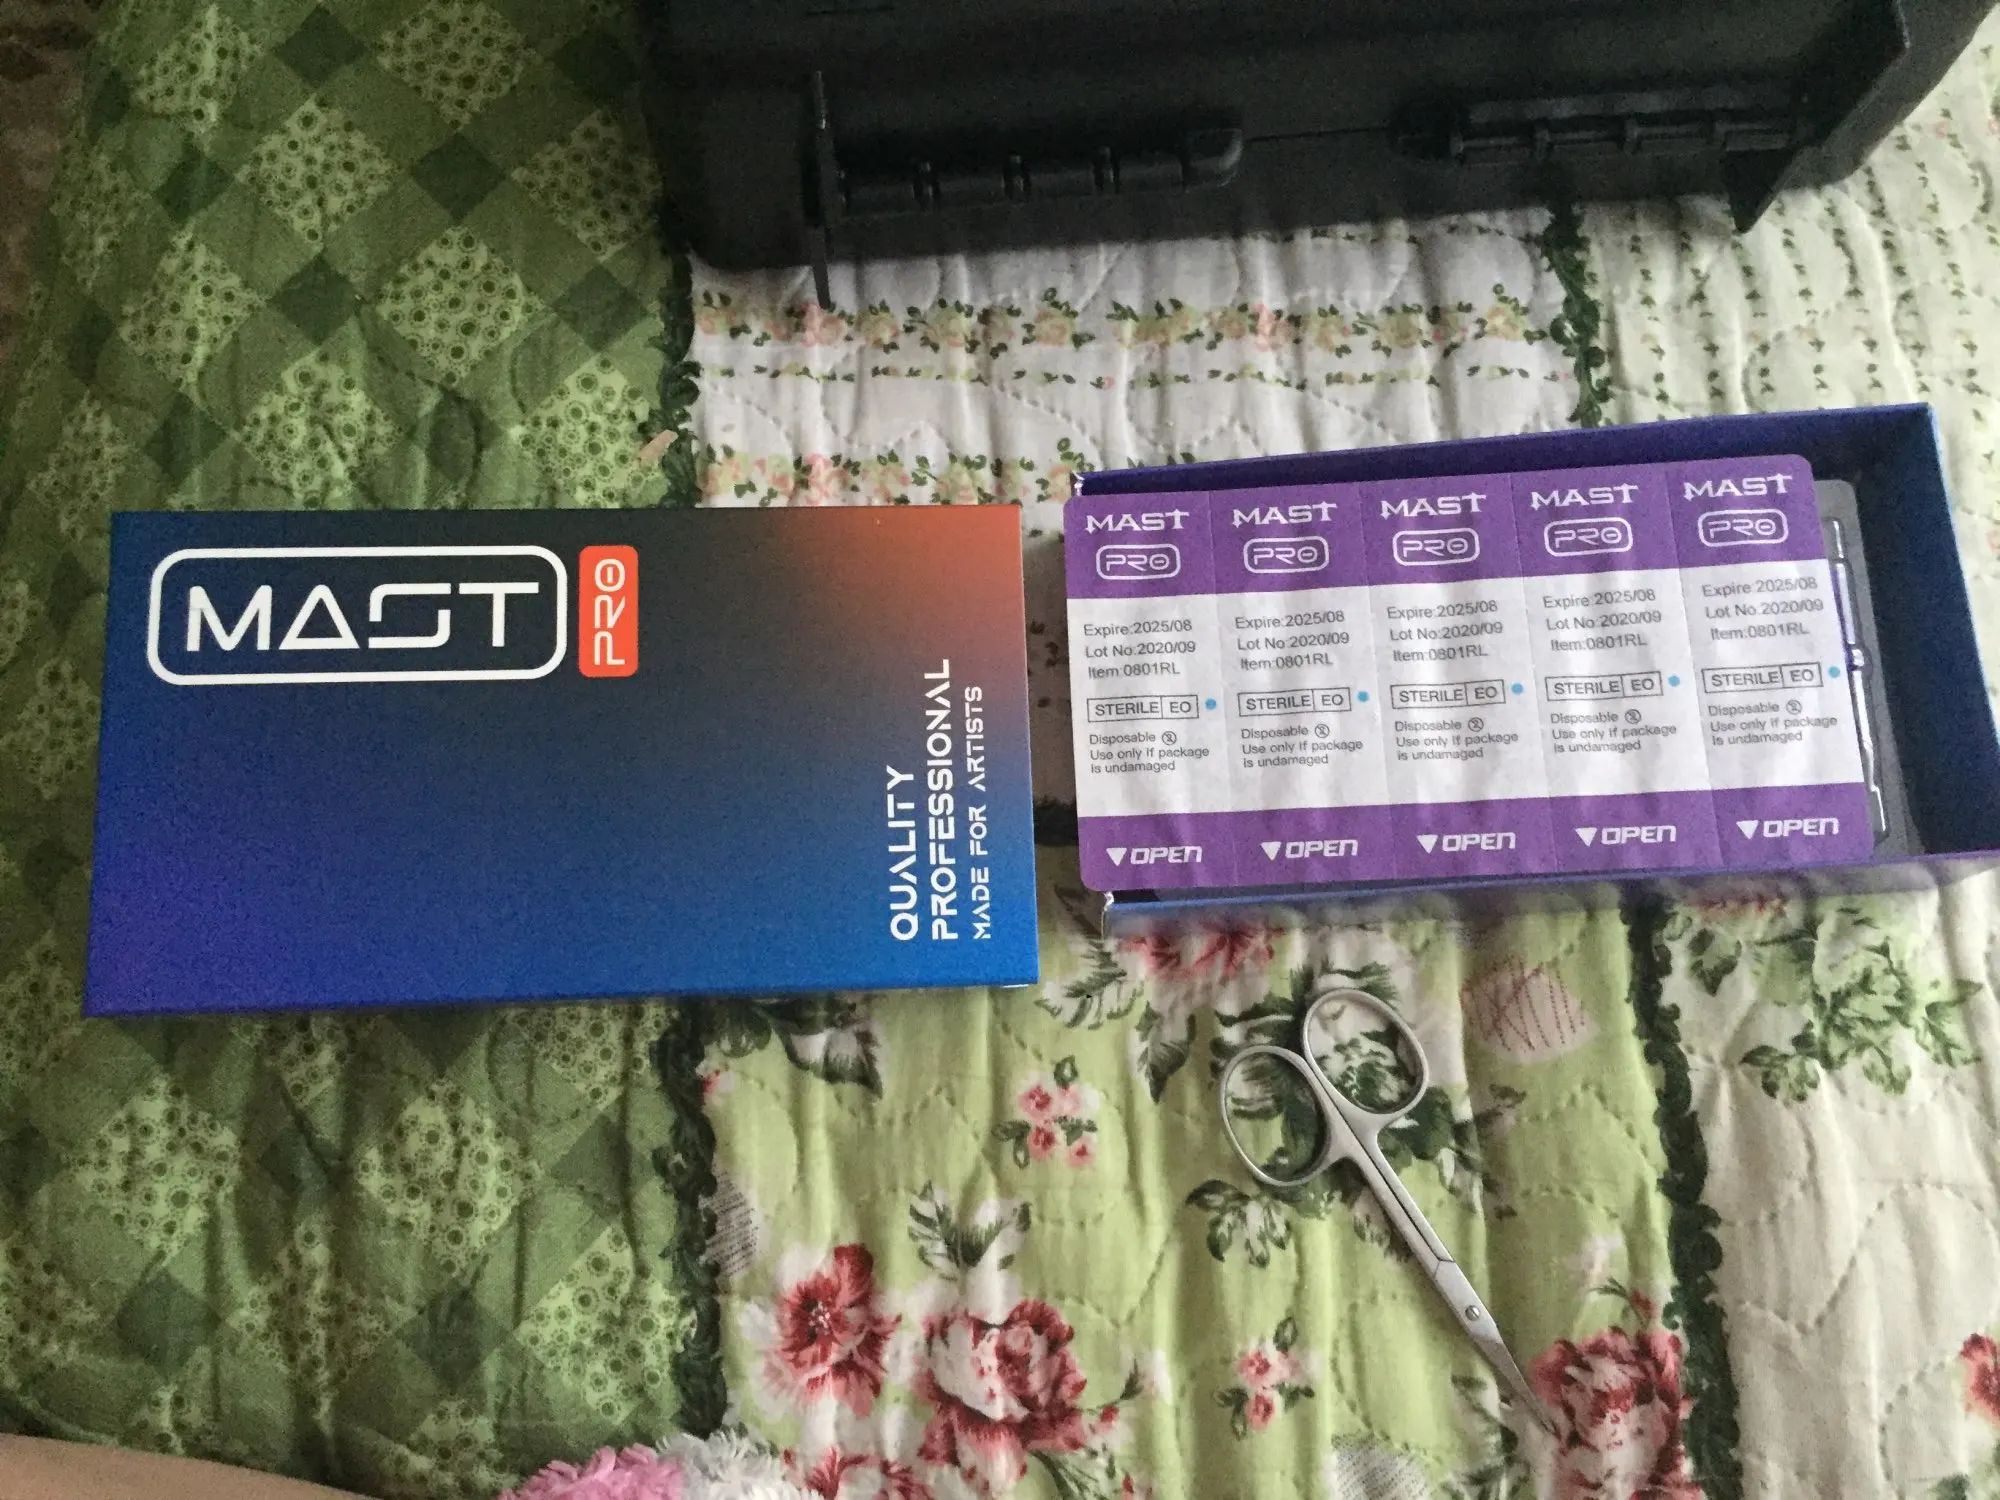 MAST
PRO
QUALITY
PROFESSIONAL
MADE FOR ARTISTS
MAST
PRO
Expire:2025/08
Lot No:2020/09
Item:0801RL
STERILE EO
Disposable
Use only if package
is undamaged
OPEN
MAST
PRO
Expire:2025/08
Lot No:2020/09
Item:0801RL
STERILE EO
Disposable
Use only if package
is undamaged
OPEN
MAST
PRO
Expire:2025/08
Lot No:2020/09
Item:0801RL
STERILE EO
Disposable
Use only if package
is undamaged
OPEN
MAST
PRO
Expire:2025/08
Lot No:2020/09
Item:0801RL
STERILE EO
Disposable
Use only if package
is undamaged
OPEN
MAST
PRO
Expire:2025/08
Lot No:2020/09
Item:0801RL
STERILE EO
Disposable
Use only if package
is undamaged
OPEN